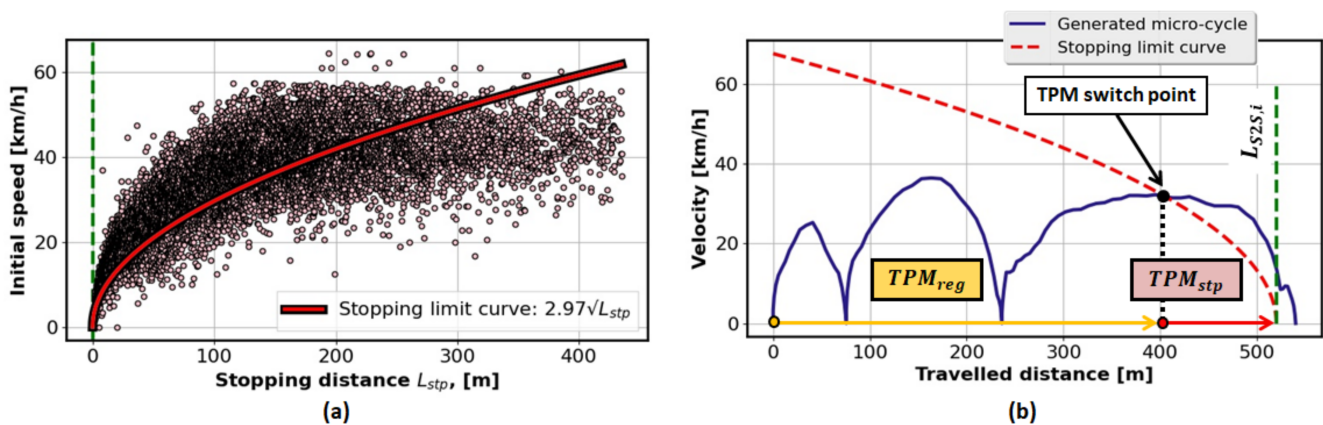 Initial speed [km/h]
60
40
20
0
Stopping limit curve: 2.97√L_stp
0 100 200 300 400
Stopping distance L_stp, [m]
(a)
Generated micro-cycle
Stopping limit curve
TPM switch point
L_S2S,i
Velocity [km/h]
60
40
20
0
TPM_reg
TPM_stp
0 100 200 300 400 500
Travelled distance [m]
(b)